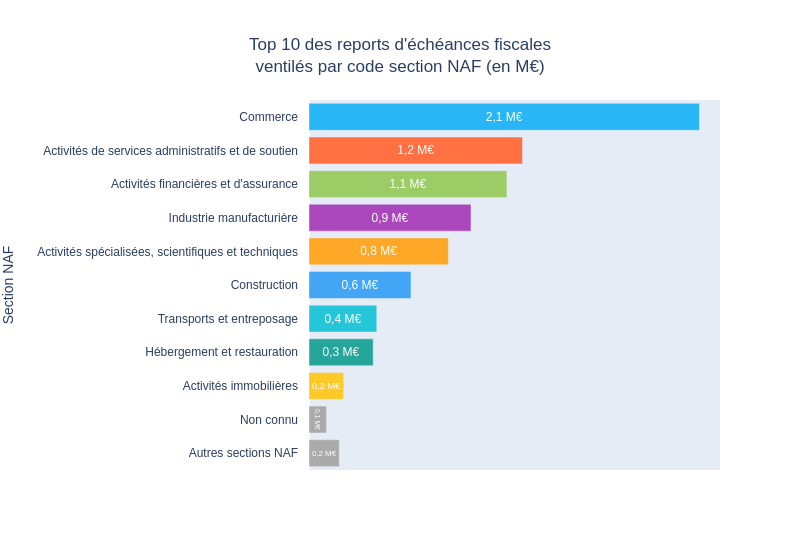 Top 10 des reports d'échéances fiscales
ventilés par code section NAF (en M€)
Section NAF
Commerce 2,1 M€
Activités de services administratifs et de soutien 1,2 M€
Activités financières et d'assurance 1,1 M€
Industrie manufacturière 0,9 M€
Activités spécialisées, scientifiques et techniques 0,8 M€
Construction 0,6 M€
Transports et entreposage 0,4 M€
Hébergement et restauration 0,3 M€
Activités immobilières 0,2 M€
Non connu 0,1 M€
Autres sections NAF 0,2 M€